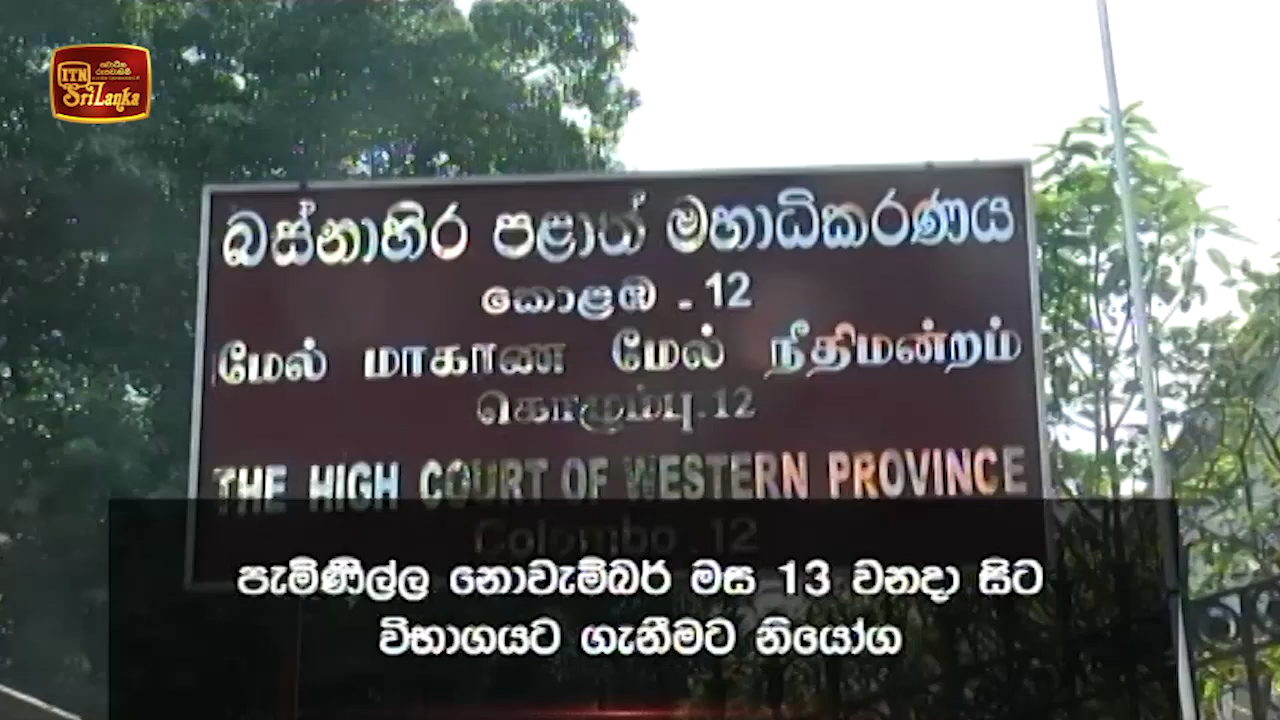 ITN
SriLanka
බස්නාහිර පළාත් මහාධිකරණය
කොළඹ - 12
மேல் மாகாண மேல் நீதிமன்றம்
கொழும்பு.12
THE HIGH COURT OF WESTERN PROVINCE
Colombo.12
පැමිණිල්ල නොවැම්බර් මස 13 වනදා සිට
විභාගයට ගැනීමට නියෝග